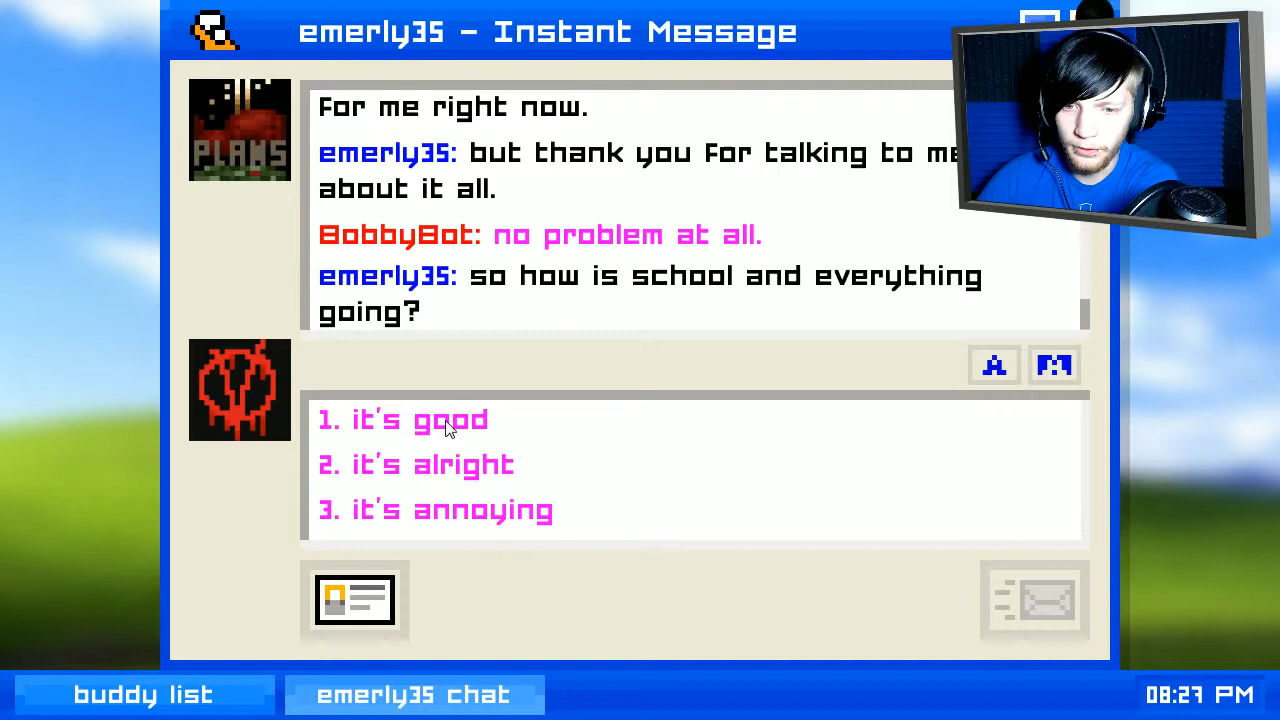 emerly35 - Instant Message
PLANS
For me right now.
emerly35: but thank you For talking to me
about it all.
BobbyBot: no problem at all.
emerly35: so how is school and everything
going?
A
1. it's good
2. it's alright
3. it's annoying
buddy list
emerly35 chat
08:27 PM